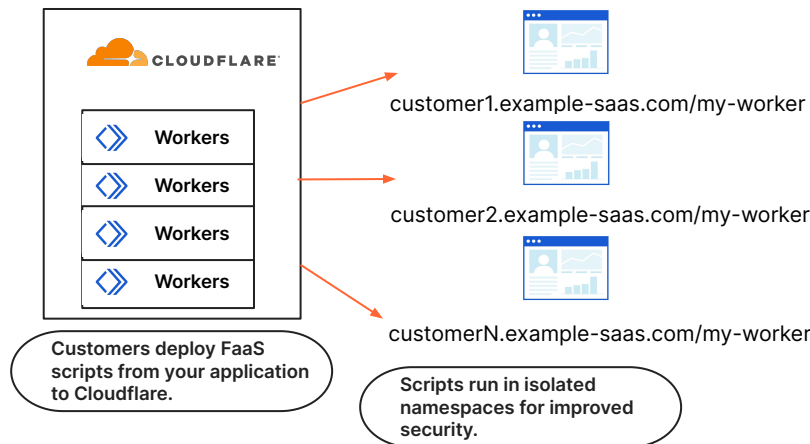 CLOUDFLARE
Workers
Workers
Workers
Workers
customer1.example-saas.com/my-worker
customer2.example-saas.com/my-worker
customerN.example-saas.com/my-worker
Customers deploy FaaS
scripts from your application
to Cloudflare.
Scripts run in isolated
namespaces for improved
security.